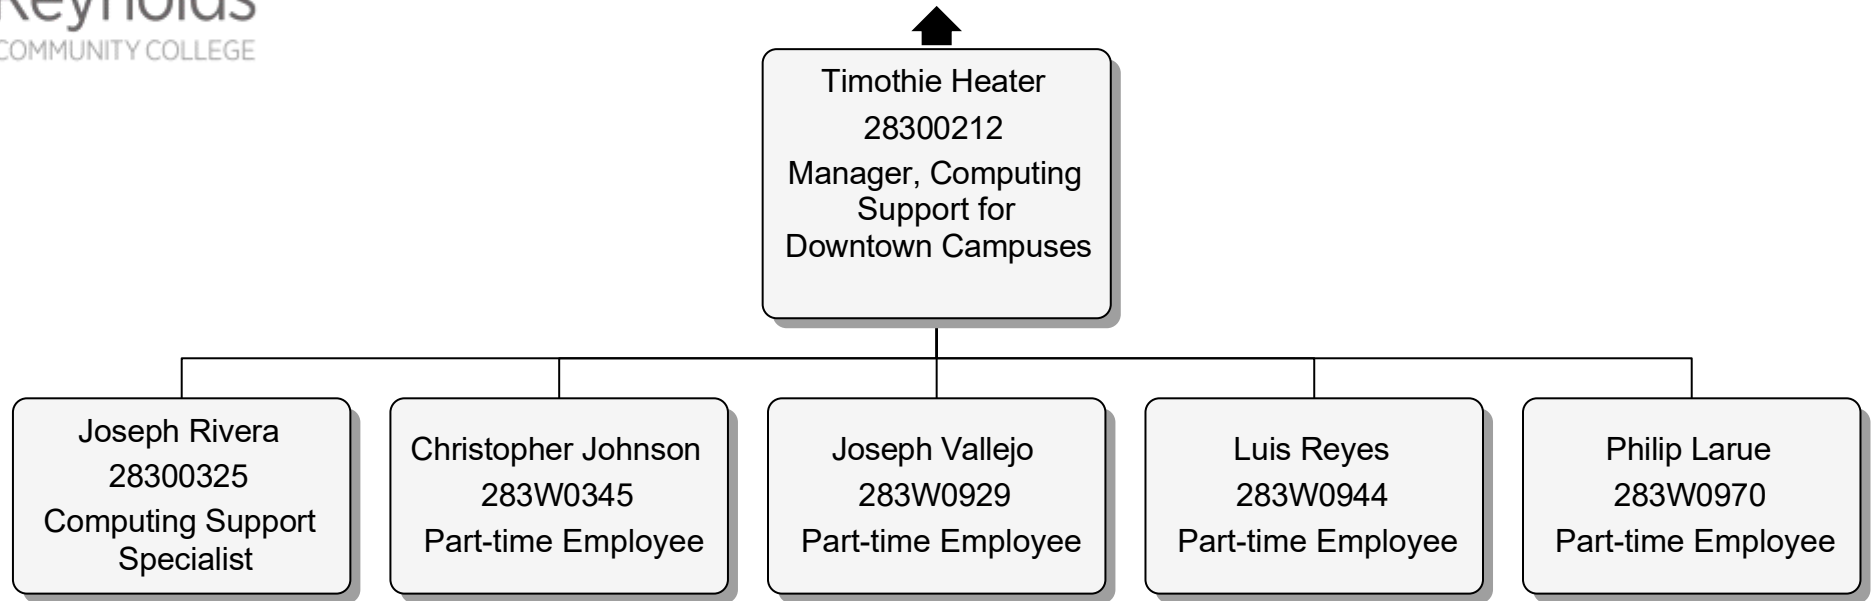 Reynolds
COMMUNITY COLLEGE
Timothie Heater
28300212
Manager, Computing
Support for
Downtown Campuses
Joseph Rivera
28300325
Computing Support
Specialist
Christopher Johnson
283W0345
Part-time Employee
Joseph Vallejo
283W0929
Part-time Employee
Luis Reyes
283W0944
Part-time Employee
Philip Larue
283W0970
Part-time Employee